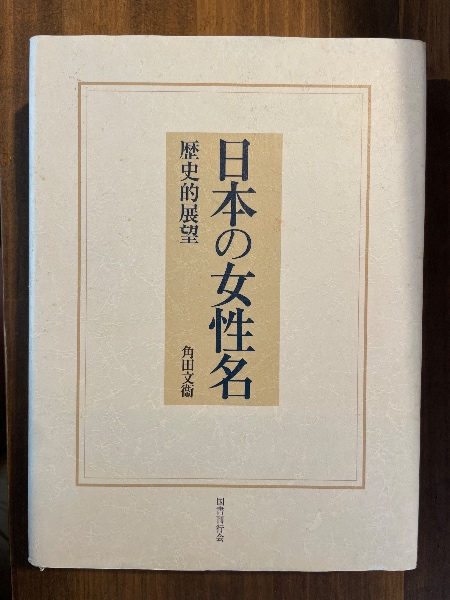 日本の女性名
歴史的展望
角田文衞
国書刊行会